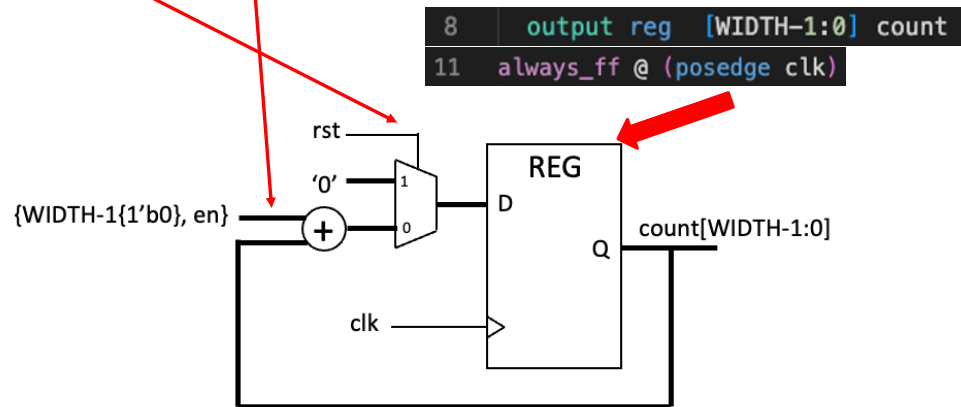 8 output reg [WIDTH-1:0] count
11 always_ff @ (posedge clk)
rst
REG
‘0’
1
D
{WIDTH-1{1’b0}, en}
+
0
count[WIDTH-1:0]
Q
clk